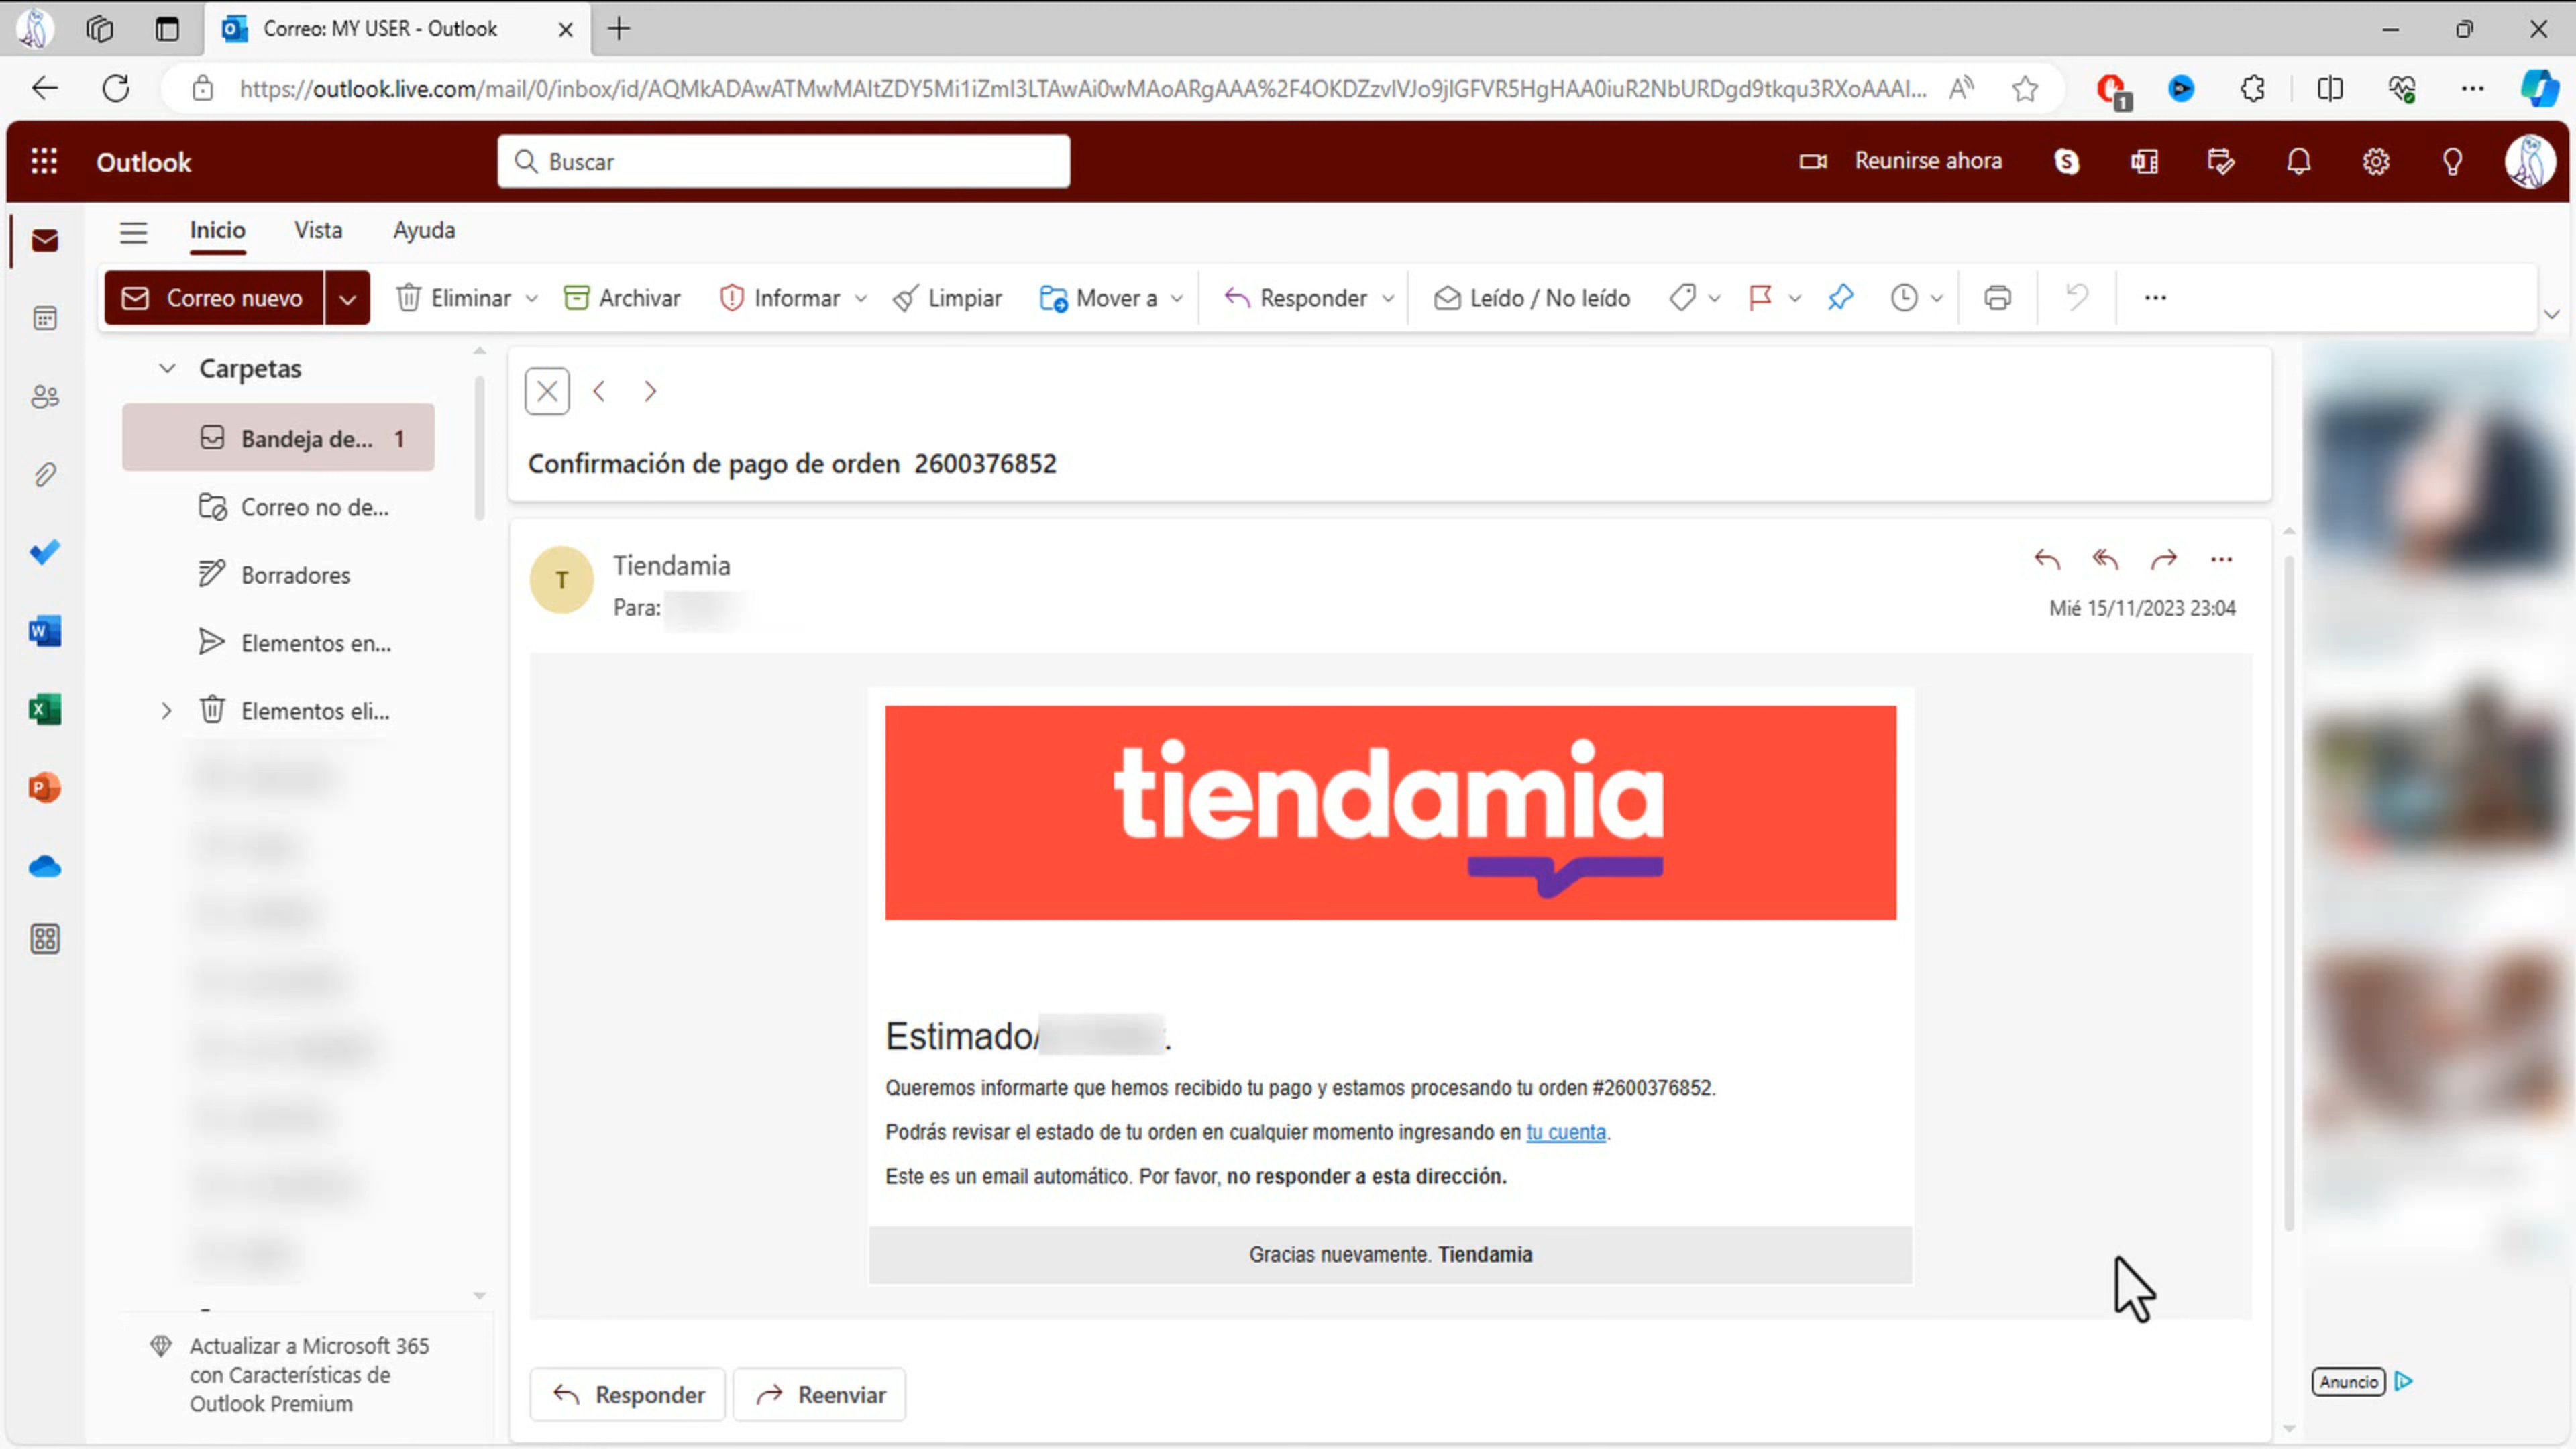 Correo: MY USER - Outlook
https://outlook.live.com/mail/0/inbox/id/AQMkADAwATMwMAItZDY5Mi1iZmI3LTAwAi0wMAoARgAAA%2F4OKDZzvlVJo9jIGFVR5HgHAA0iuR2NbURDgd9tkqu3RXoAAAI...
1
Outlook
Buscar
Reunirse ahora
Inicio
Vista
Ayuda
Correo nuevo
Eliminar
Archivar
Informar
Limpiar
Mover a
Responder
Leído / No leído
Carpetas
Bandeja de... 1
Correo no de...
Borradores
Elementos en...
Elementos eli...
Actualizar a Microsoft 365
con Características de
Outlook Premium
Confirmación de pago de orden 2600376852
T
Tiendamia
Para:
Mié 15/11/2023 23:04
tiendamia
Estimado/ .
Queremos informarte que hemos recibido tu pago y estamos procesando tu orden #2600376852.
Podrás revisar el estado de tu orden en cualquier momento ingresando en tu cuenta.
Este es un email automático. Por favor, no responder a esta dirección.
Gracias nuevamente. Tiendamia
Responder
Reenviar
Anuncio